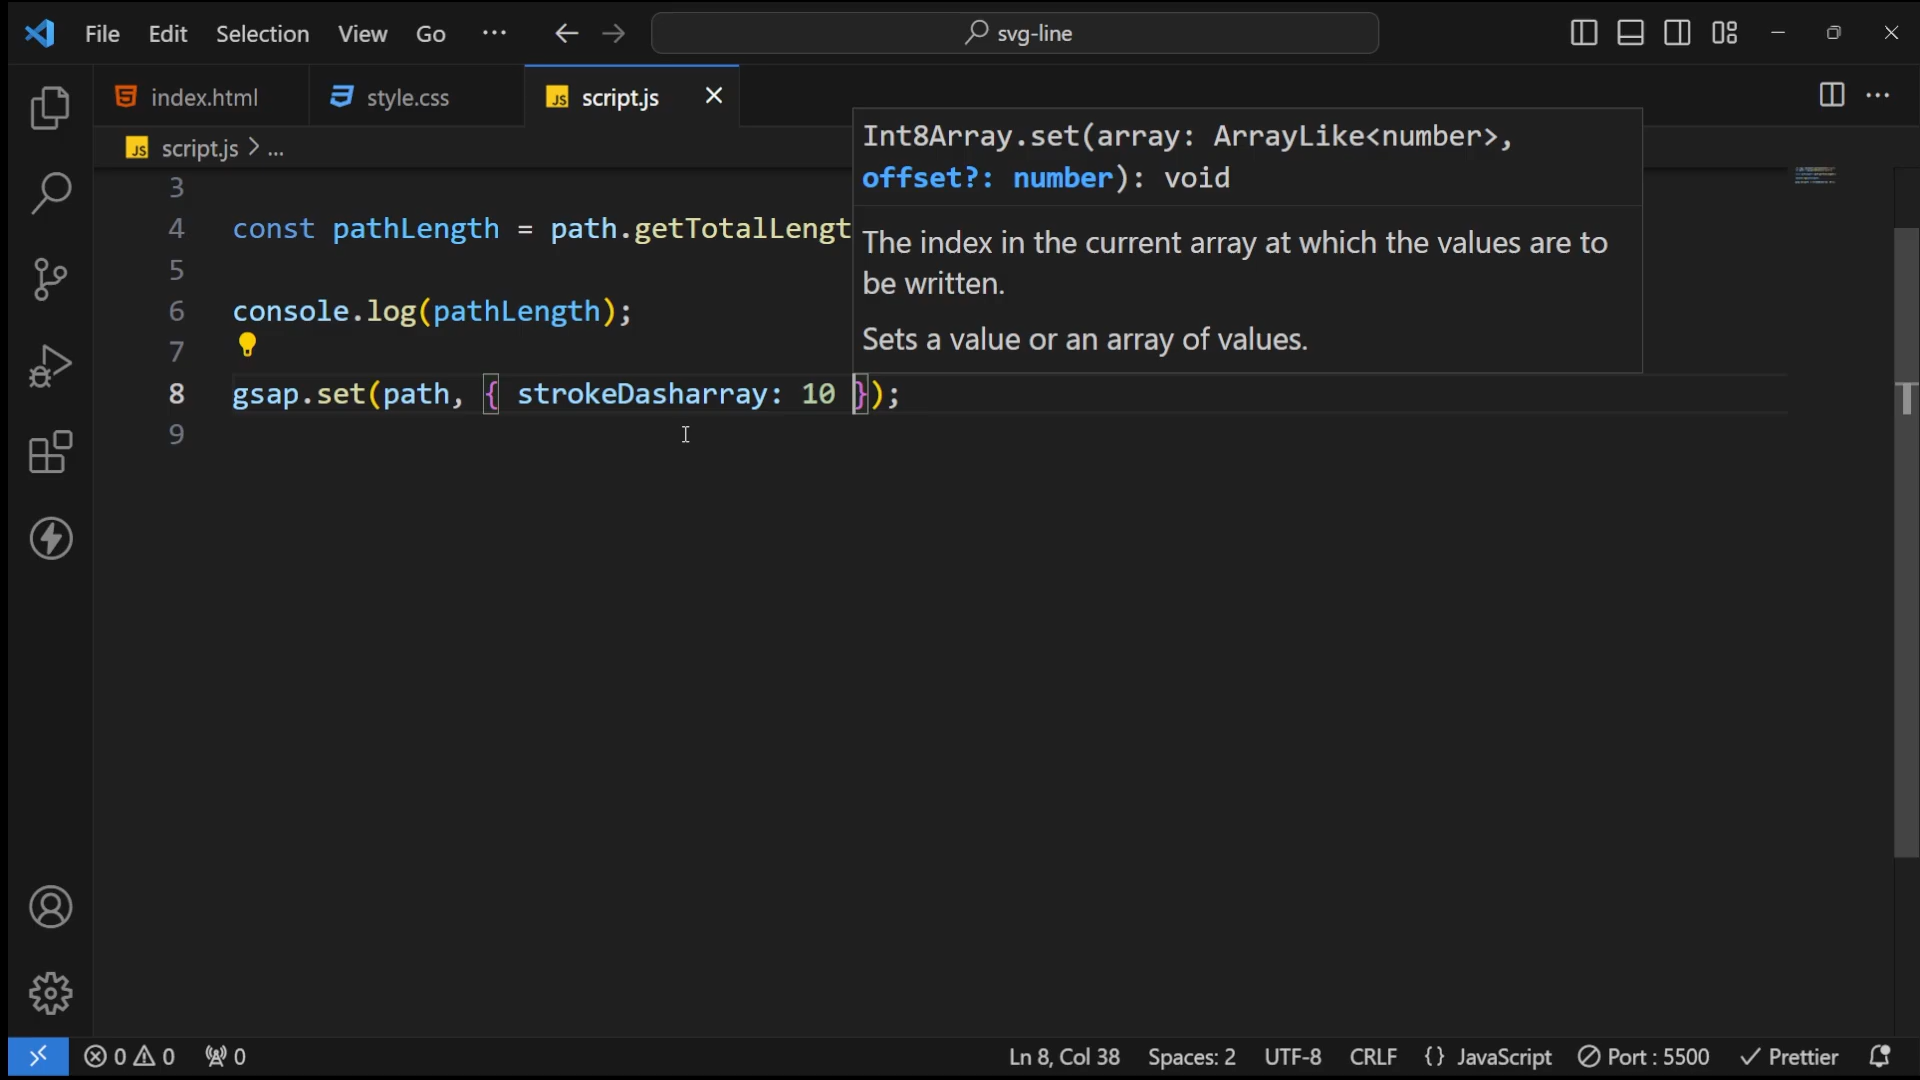 File Edit Selection View Go ··· svg-line
index.html style.css script.js
script.js > ...
Int8Array.set(array: ArrayLike<number>,
offset?: number): void
The index in the current array at which the values are to
be written.
Sets a value or an array of values.
3
4 const pathLength = path.getTotalLengt
5
6 console.log(pathLength);
7
8 gsap.set(path, { strokeDasharray: 10 });
9
0 0 0 Ln 8, Col 38 Spaces: 2 UTF-8 CRLF {} JavaScript Port : 5500 Prettier